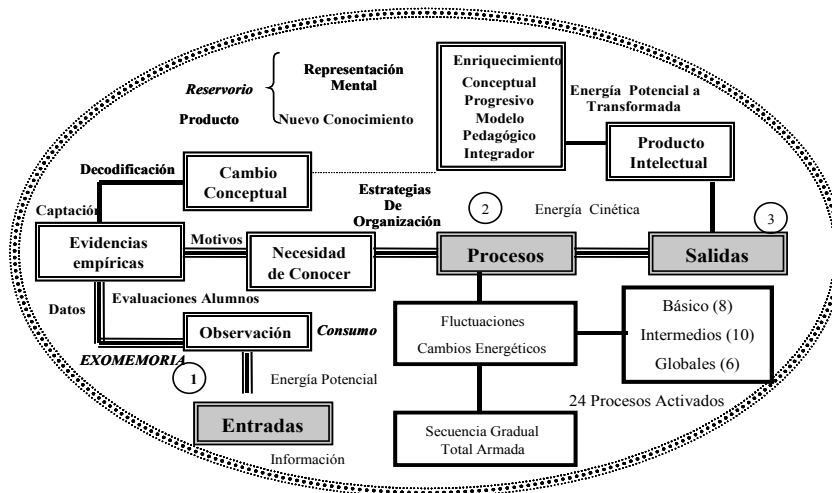 Reservorio
Representación
Mental
Producto
Nuevo Conocimiento
Enriquecimiento
Conceptual
Progresivo
Modelo
Pedagógico
Integrador
Energía Potencial a
Transformada
Producto
Intelectual
Decodificación
Cambio
Conceptual
Captación
Estrategias
De
Organización
2
Energía Cinética
3
Evidencias
empíricas
Motivos
Necesidad
de Conocer
Procesos
Salidas
Datos
Evaluaciones Alumnos
Observación
Consumo
EXOMEMORIA
1
Energía Potencial
Entradas
Información
Fluctuaciones
Cambios Energéticos
Básico (8)
Intermedios (10)
Globales (6)
24 Procesos Activados
Secuencia Gradual
Total Armada